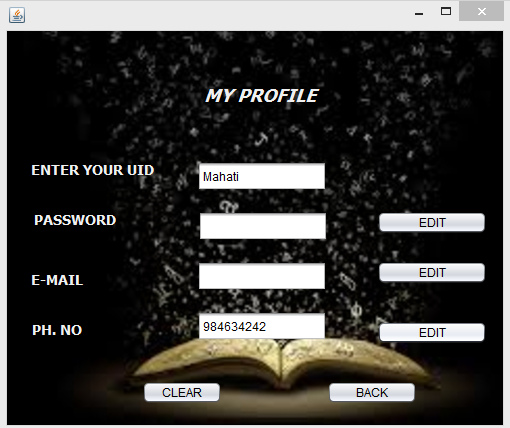 MY PROFILE
ENTER YOUR UID
Mahati
PASSWORD
EDIT
E-MAIL
EDIT
PH. NO
984634242
EDIT
CLEAR
BACK